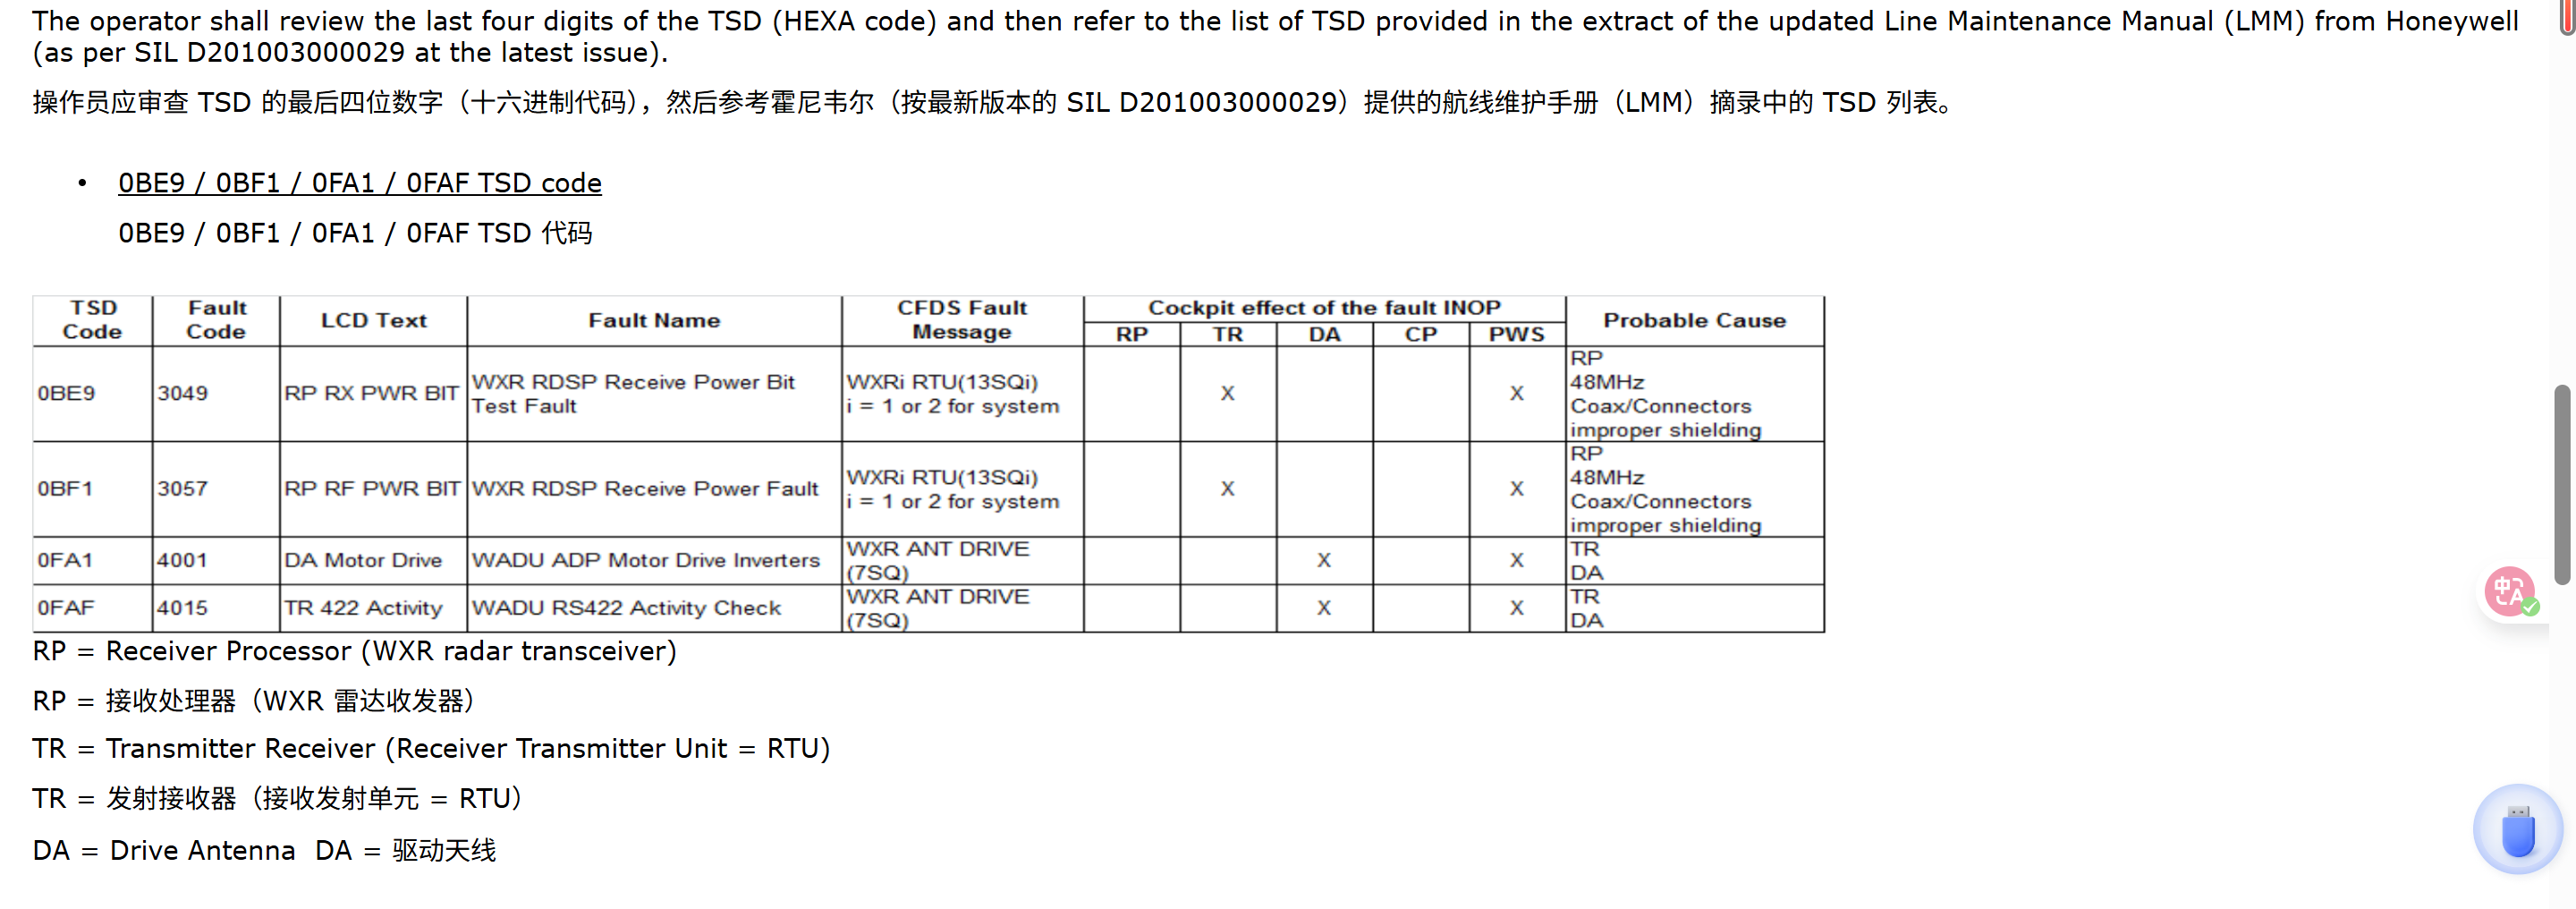 The operator shall review the last four digits of the TSD (HEXA code) and then refer to the list of TSD provided in the extract of the updated Line Maintenance Manual (LMM) from Honeywell
(as per SIL D201003000029 at the latest issue).
操作员应审查 TSD 的最后四位数字（十六进制代码），然后参考霍尼韦尔（按最新版本的 SIL D201003000029）提供的航线维护手册（LMM）摘录中的 TSD 列表。
• 0BE9 / 0BF1 / 0FA1 / 0FAF TSD code
0BE9 / 0BF1 / 0FA1 / 0FAF TSD 代码
TSD Code | Fault Code | LCD Text | Fault Name | CFDS Fault Message | Cockpit effect of the fault INOP | Probable Cause
RP | TR | DA | CP | PWS
0BE9 | 3049 | RP RX PWR BIT | WXR RDSP Receive Power Bit Test Fault | WXRi RTU(13SQi) i = 1 or 2 for system | | X | | | X | RP 48MHz Coax/Connectors improper shielding
0BF1 | 3057 | RP RF PWR BIT | WXR RDSP Receive Power Fault | WXRi RTU(13SQi) i = 1 or 2 for system | | X | | | X | RP 48MHz Coax/Connectors improper shielding
0FA1 | 4001 | DA Motor Drive | WADU ADP Motor Drive Inverters | WXR ANT DRIVE (7SQ) | | | X | | X | TR DA
0FAF | 4015 | TR 422 Activity | WADU RS422 Activity Check | WXR ANT DRIVE (7SQ) | | | X | | X | TR DA
RP = Receiver Processor (WXR radar transceiver)
RP = 接收处理器（WXR 雷达收发器）
TR = Transmitter Receiver (Receiver Transmitter Unit = RTU)
TR = 发射接收器（接收发射单元 = RTU）
DA = Drive Antenna DA = 驱动天线
中 A